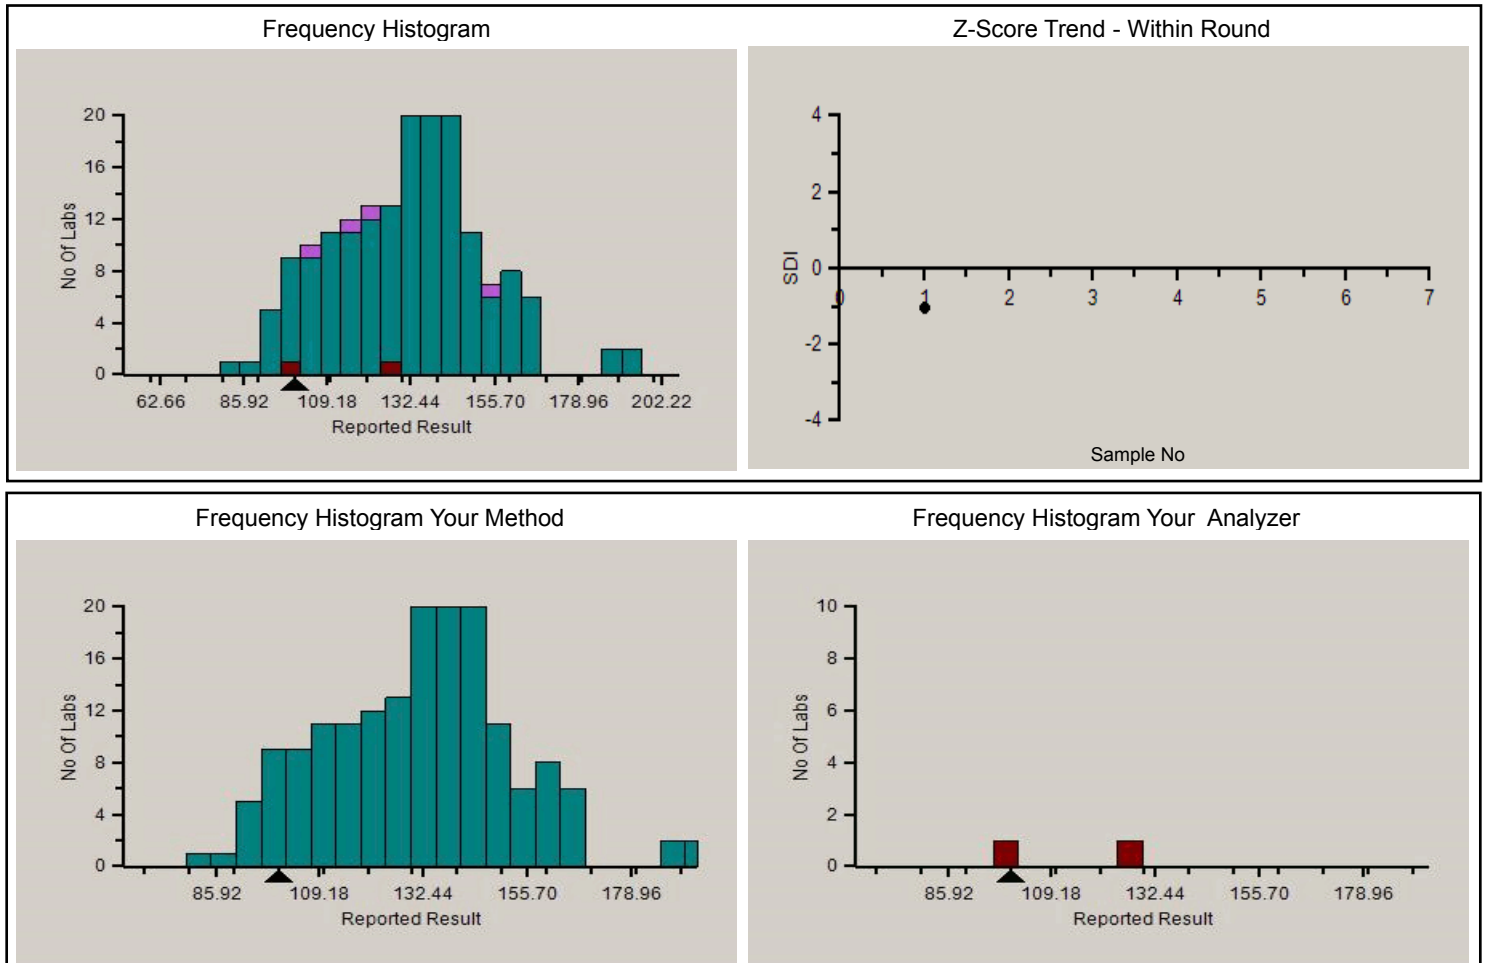 Frequency Histogram
20
16
12
8
4
0
No Of Labs
62.66 85.92 109.18 132.44 155.70 178.96 202.22
Reported Result
Z-Score Trend - Within Round
4
2
0
-2
-4
SDI
0 1 2 3 4 5 6 7
Sample No
Frequency Histogram Your Method
20
16
12
8
4
0
No Of Labs
85.92 109.18 132.44 155.70 178.96
Reported Result
Frequency Histogram Your Analyzer
10
8
6
4
2
0
No Of Labs
85.92 109.18 132.44 155.70 178.96
Reported Result